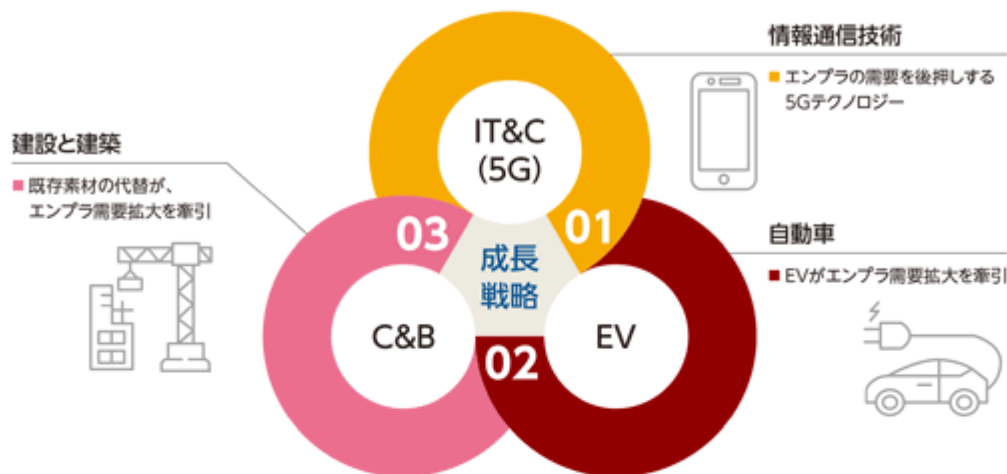 情報通信技術
■ エンプラの需要を後押しする
5Gテクノロジー
IT&C
(5G)
01
建設と建築
■ 既存素材の代替が、
エンプラ需要拡大を牽引
03
成長
戦略
自動車
■ EVがエンプラ需要拡大を牽引
C&B
02
EV